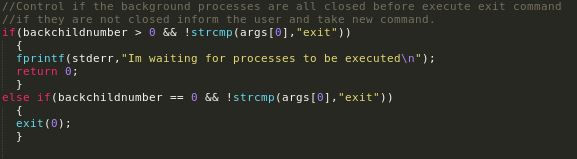 //Control if the background processes are all closed before execute exit command
//if they are not closed inform the user and take new command.
if(backchildnumber > 0 && !strcmp(args[0],"exit"))
{
fprintf(stderr,"Im waiting for processes to be executed\n");
return 0;
}
else if(backchildnumber == 0 && !strcmp(args[0],"exit"))
{
exit(0);
}